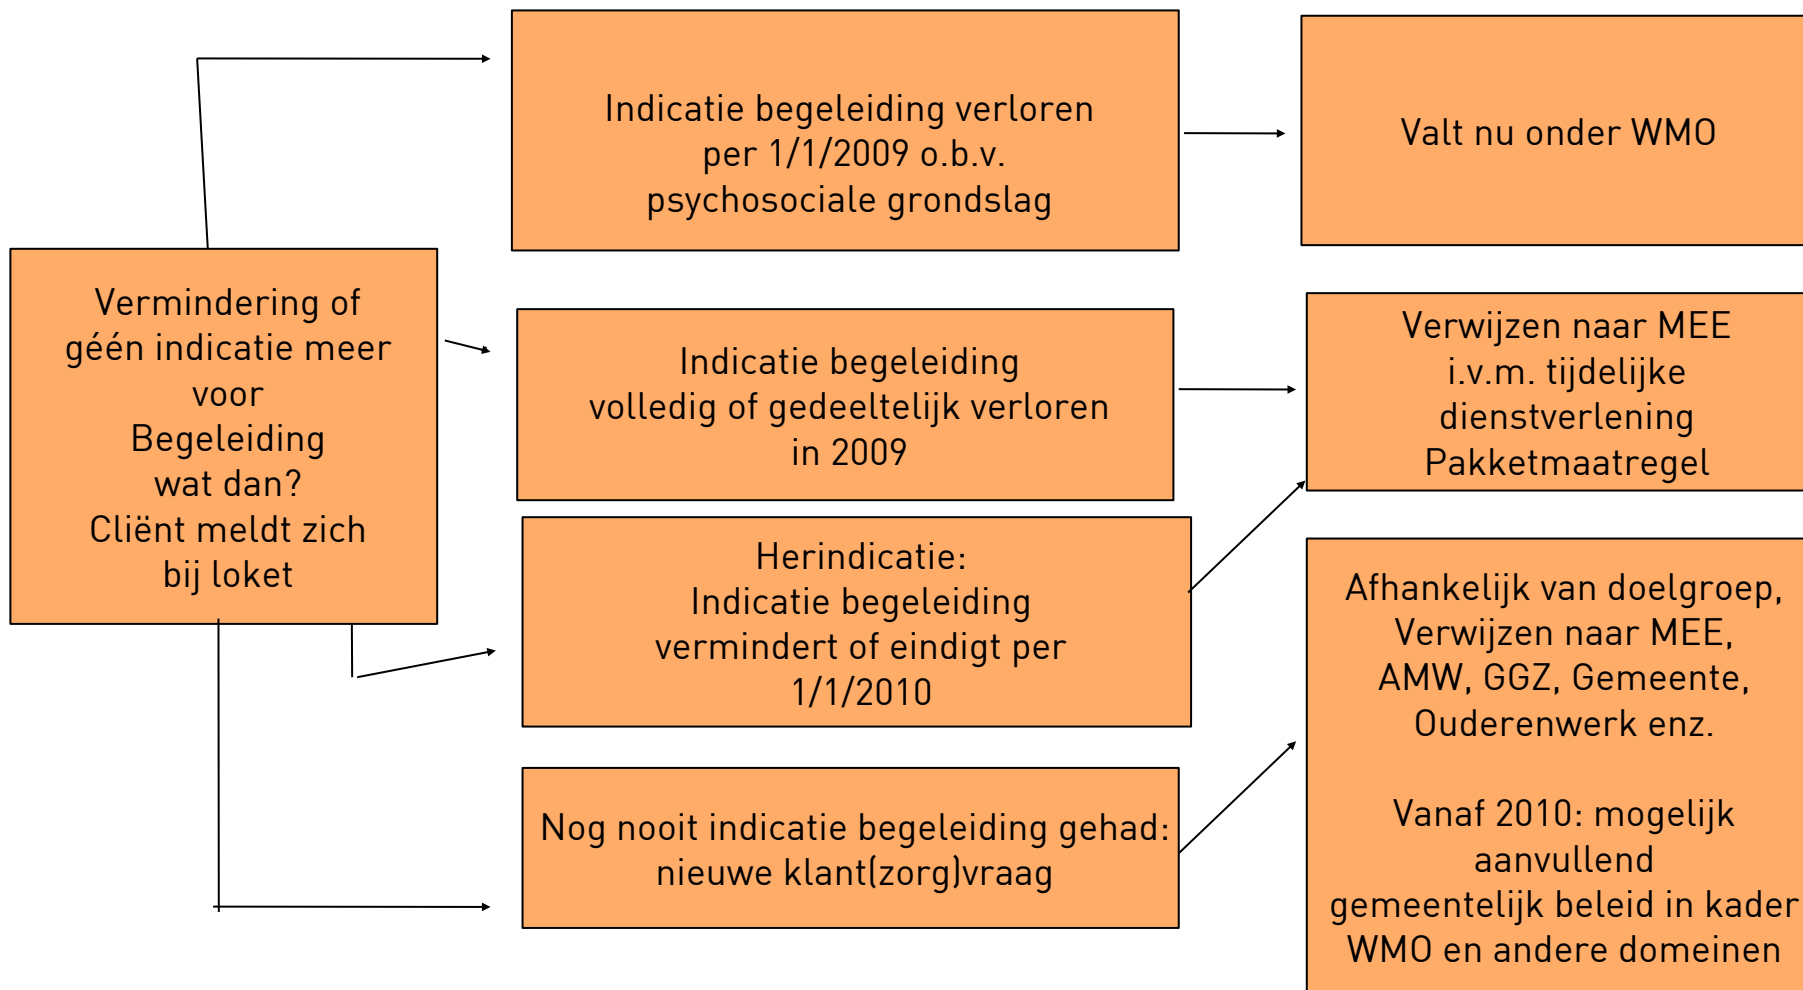 Vermindering of
géén indicatie meer
voor
Begeleiding
wat dan?
Cliënt meldt zich
bij loket
Indicatie begeleiding verloren
per 1/1/2009 o.b.v.
psychosociale grondslag
Valt nu onder WMO
Indicatie begeleiding
volledig of gedeeltelijk verloren
in 2009
Verwijzen naar MEE
i.v.m. tijdelijke
dienstverlening
Pakketmaatregel
Herindicatie:
Indicatie begeleiding
vermindert of eindigt per
1/1/2010
Nog nooit indicatie begeleiding gehad:
nieuwe klant(zorg)vraag
Afhankelijk van doelgroep,
Verwijzen naar MEE,
AMW, GGZ, Gemeente,
Ouderenwerk enz.
Vanaf 2010: mogelijk
aanvullend
gemeentelijk beleid in kader
WMO en andere domeinen